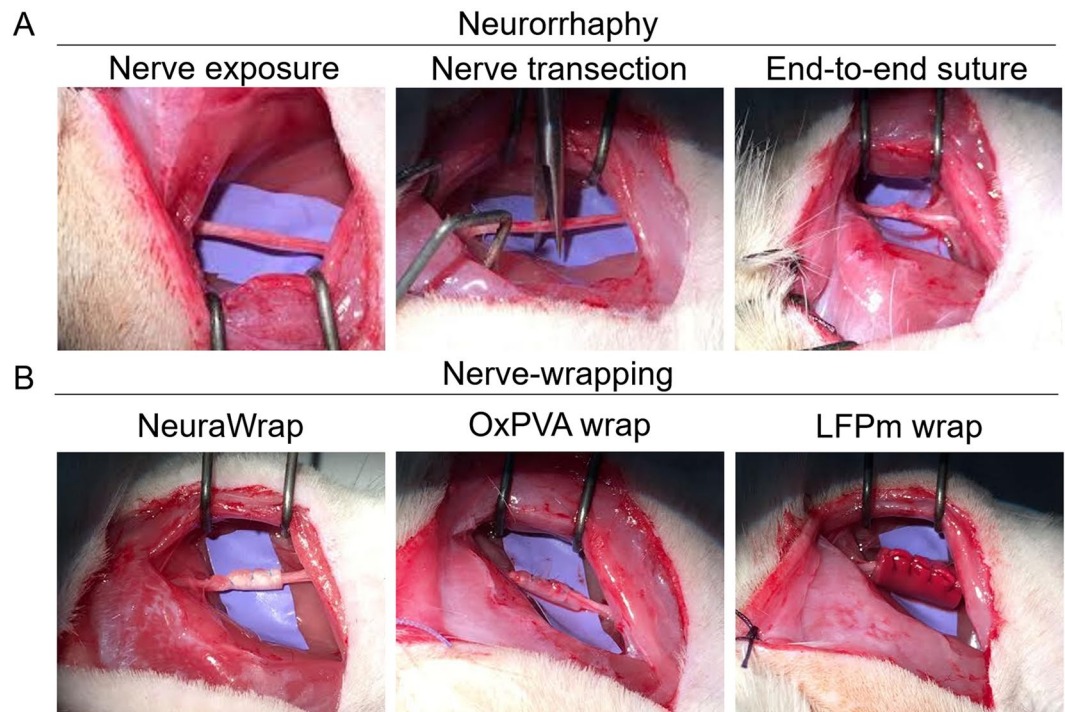 A
Neurorrhaphy
Nerve exposure
Nerve transection
End-to-end suture
B
Nerve-wrapping
NeuraWrap
OxPVA wrap
LFPm wrap